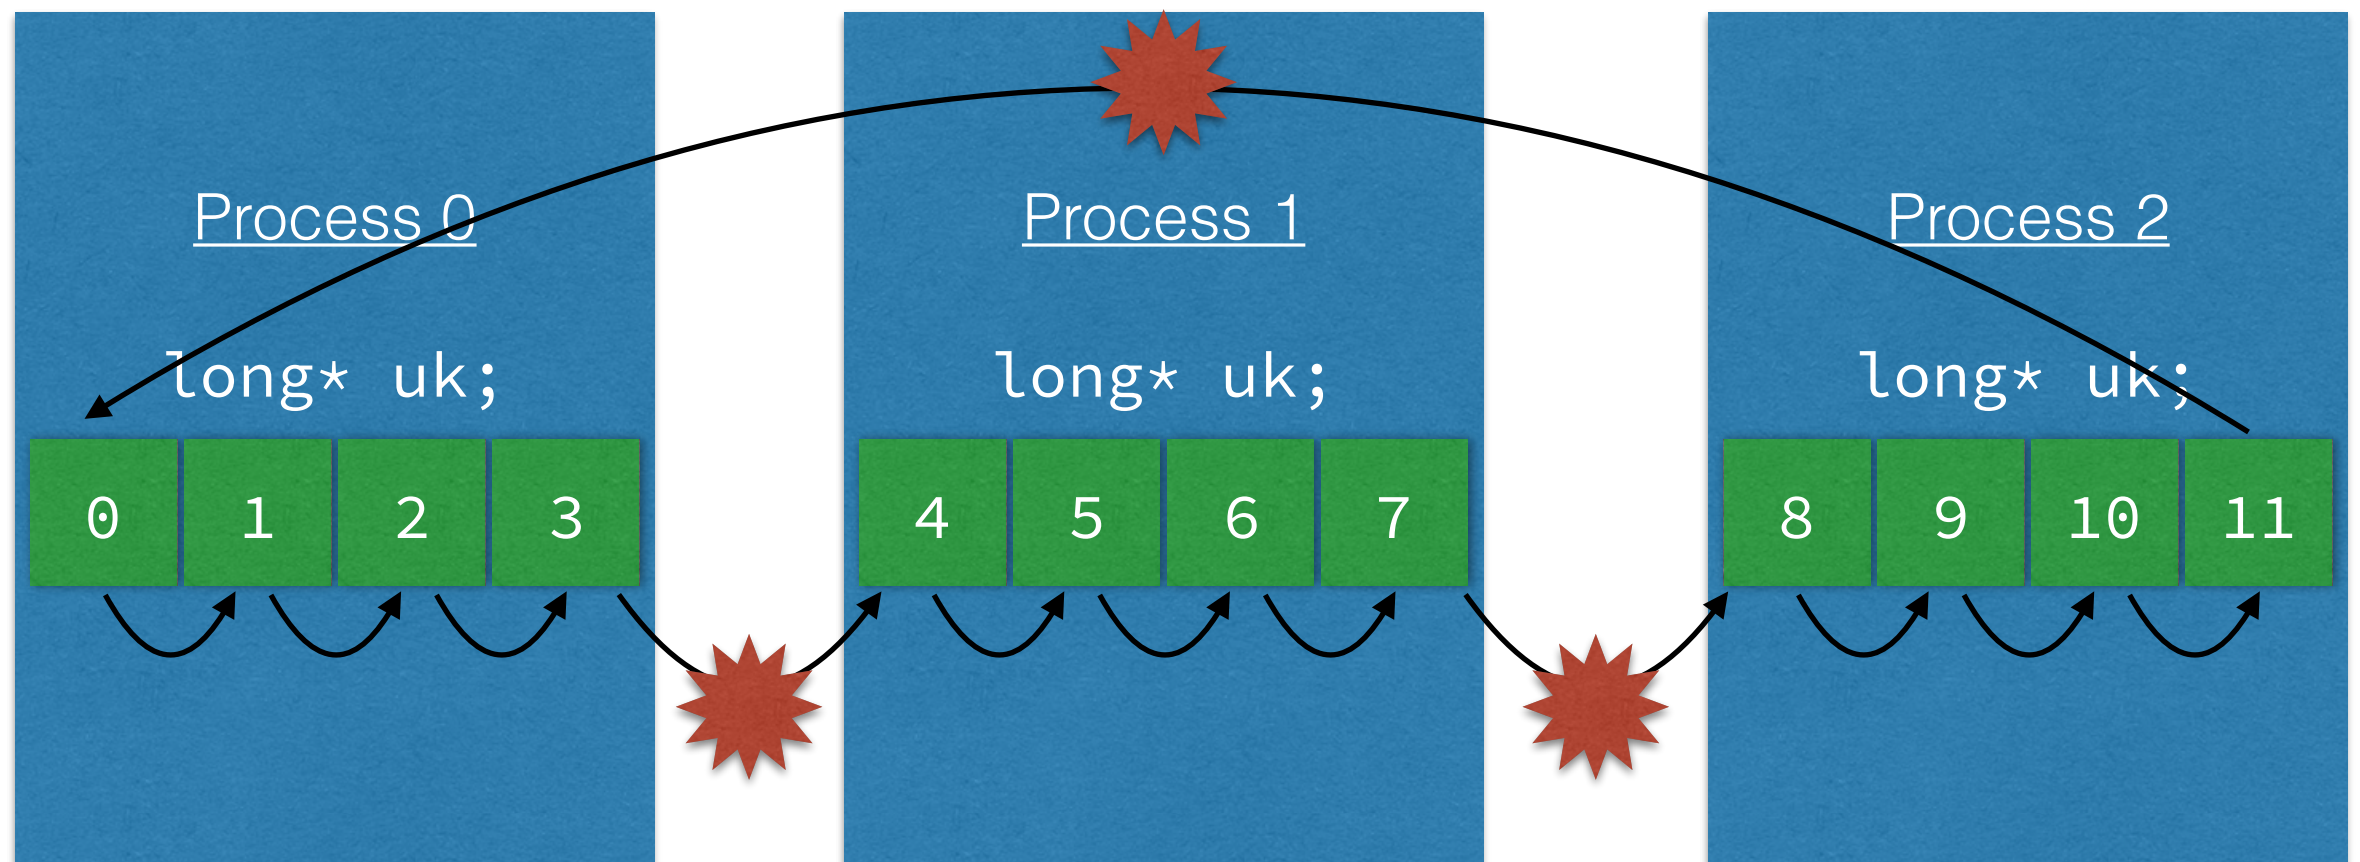 Process 0
long* uk;
0 1 2 3
Process 1
long* uk;
4 5 6 7
Process 2
long* uk;
8 9 10 11